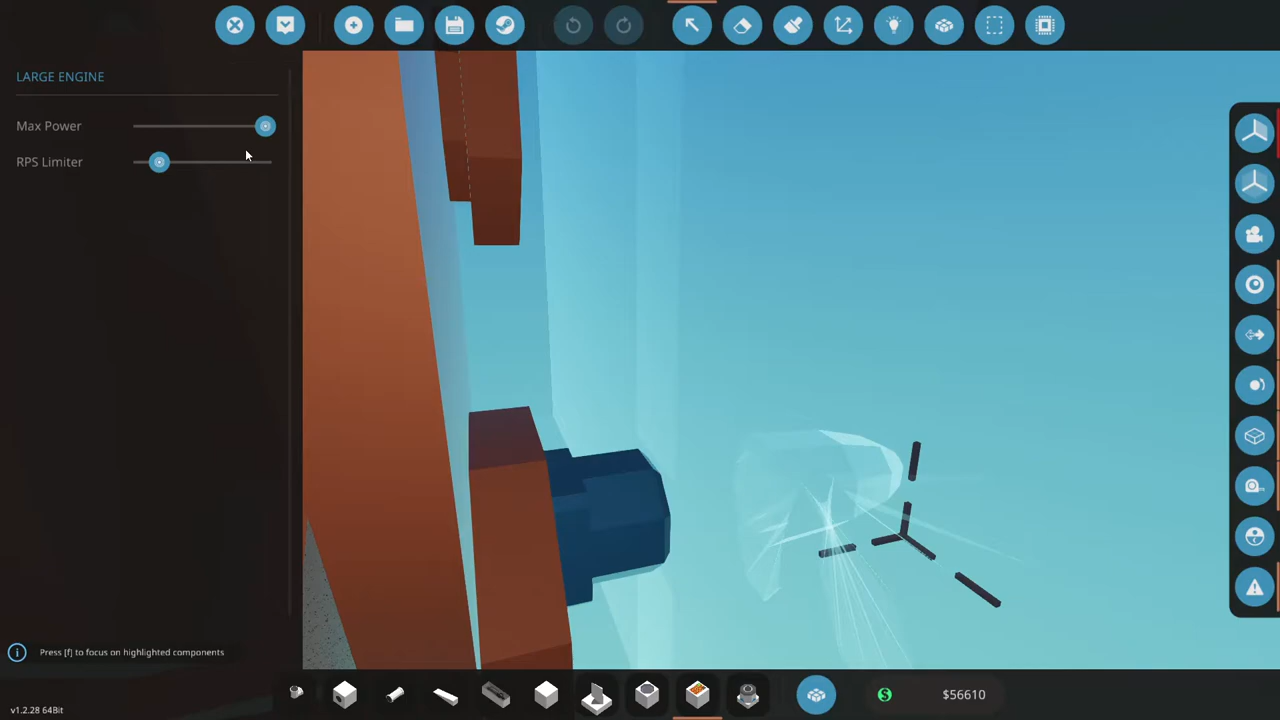 LARGE ENGINE
Max Power
RPS Limiter
Press [f] to focus on highlighted components
$56610
v1.2.28 64Bit